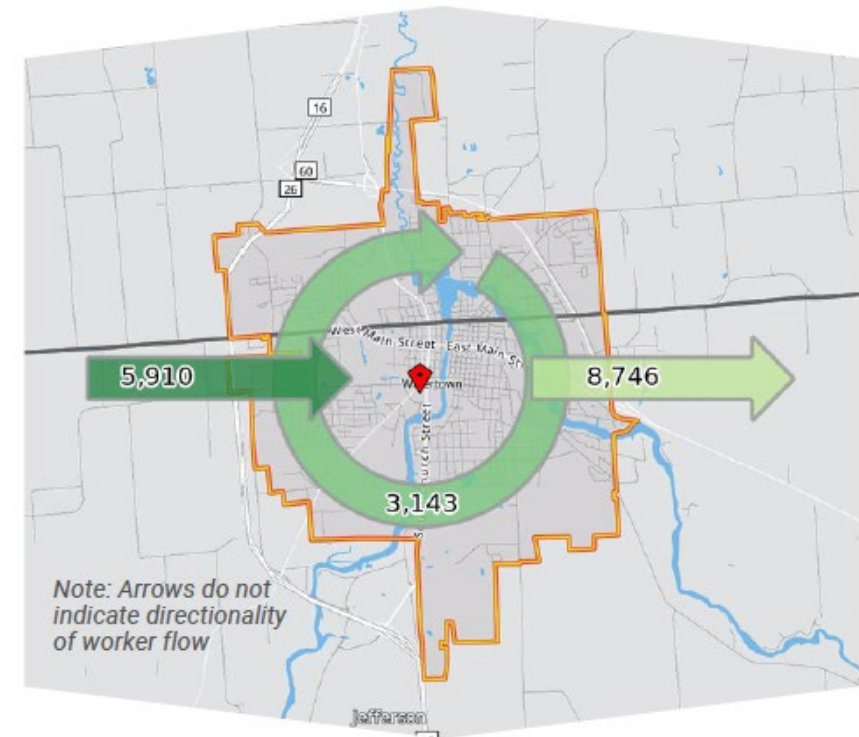 16
60
26
West Main Street - East Main St
5,910
8,746
3,143
Note: Arrows do not
indicate directionality
of worker flow
Jefferson